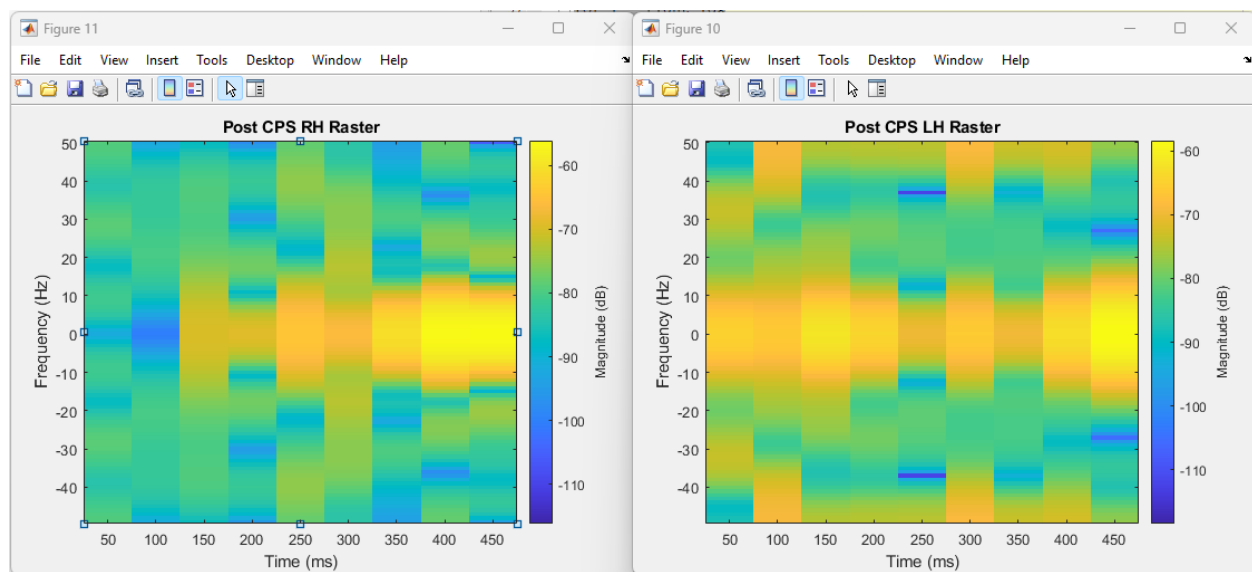 Figure 11
File Edit View Insert Tools Desktop Window Help
Post CPS RH Raster
50
40
30
20
10
0
-10
-20
-30
-40
Frequency (Hz)
50 100 150 200 250 300 350 400 450
Time (ms)
-60
-70
-80
-90
-100
-110
Magnitude (dB)
Figure 10
File Edit View Insert Tools Desktop Window Help
Post CPS LH Raster
50
40
30
20
10
0
-10
-20
-30
-40
Frequency (Hz)
50 100 150 200 250 300 350 400 450
Time (ms)
-60
-70
-80
-90
-100
-110
Magnitude (dB)